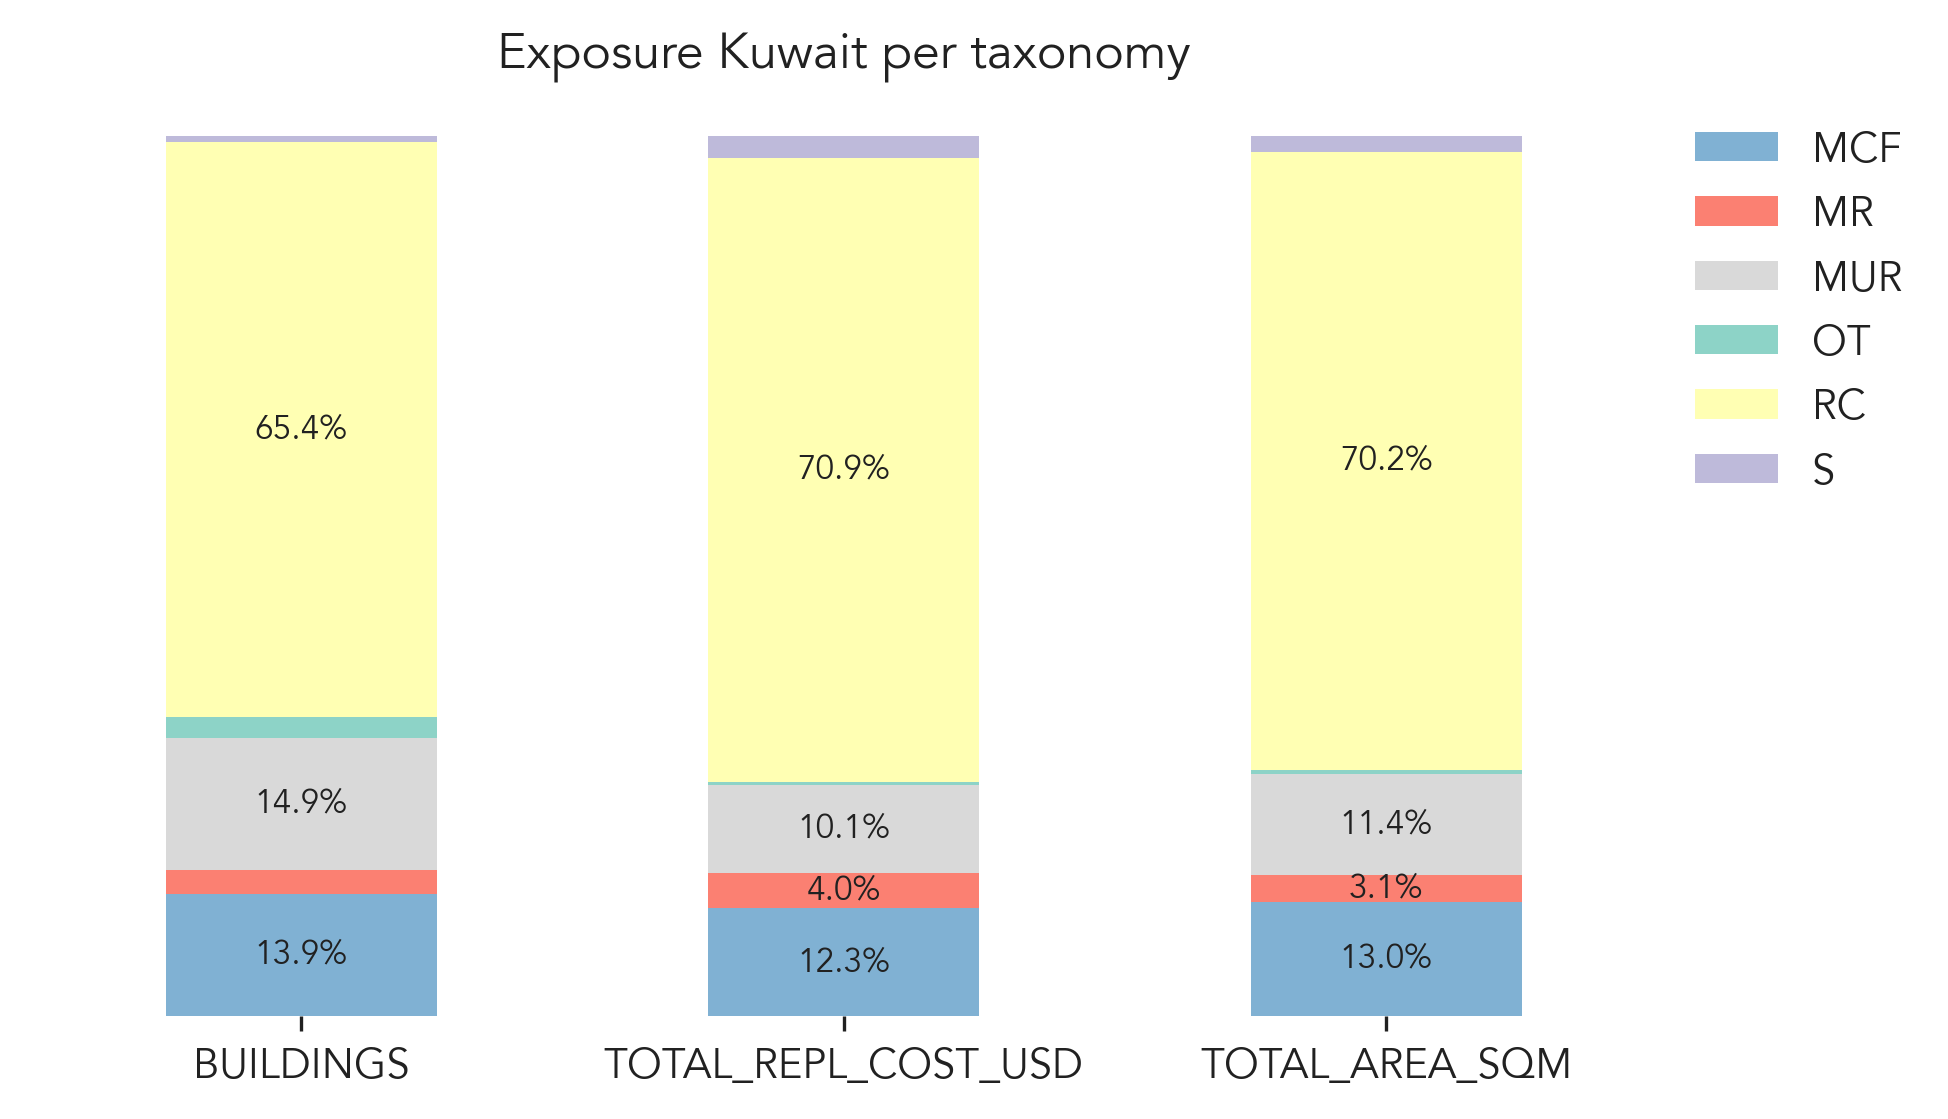 Exposure Kuwait per taxonomy
MCF
MR
MUR
OT
RC
S
65.4%
14.9%
13.9%
70.9%
10.1%
4.0%
12.3%
70.2%
11.4%
3.1%
13.0%
BUILDINGS
TOTAL_REPL_COST_USD
TOTAL_AREA_SQM